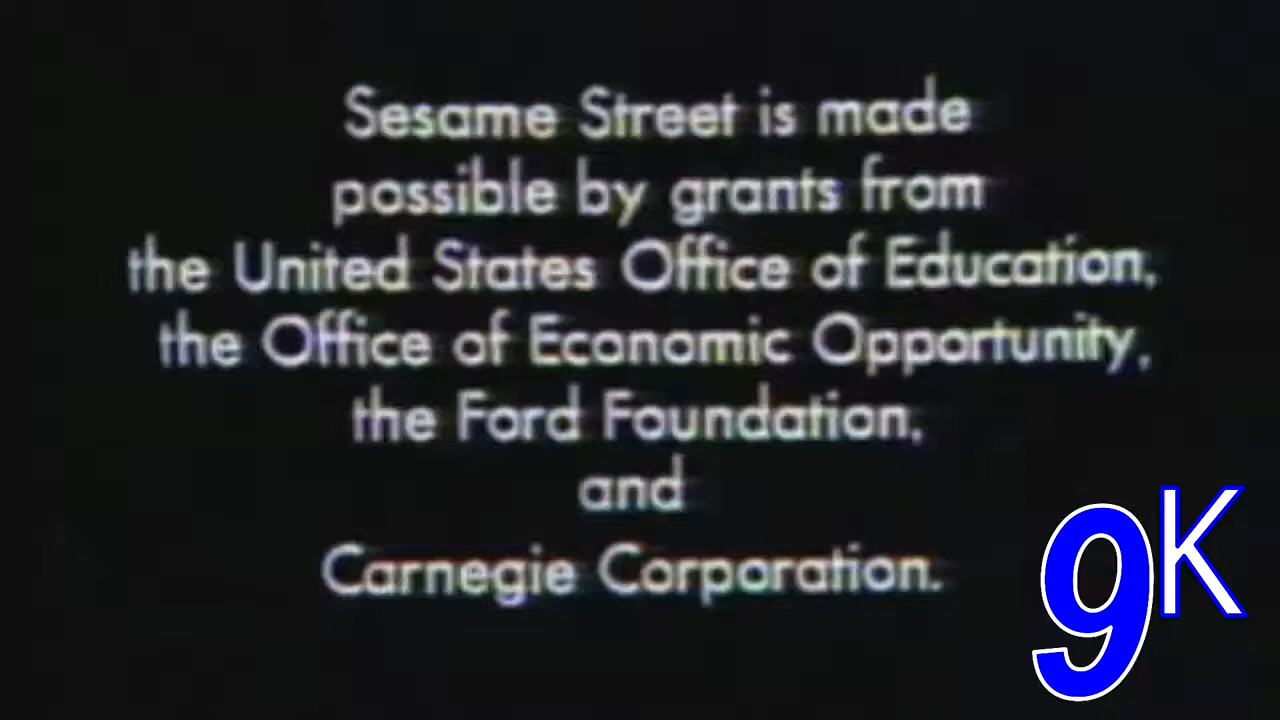 Sesame Street is made
possible by grants from
the United States Office of Education,
the Office of Economic Opportunity,
the Ford Foundation,
and
Carnegie Corporation.
9K